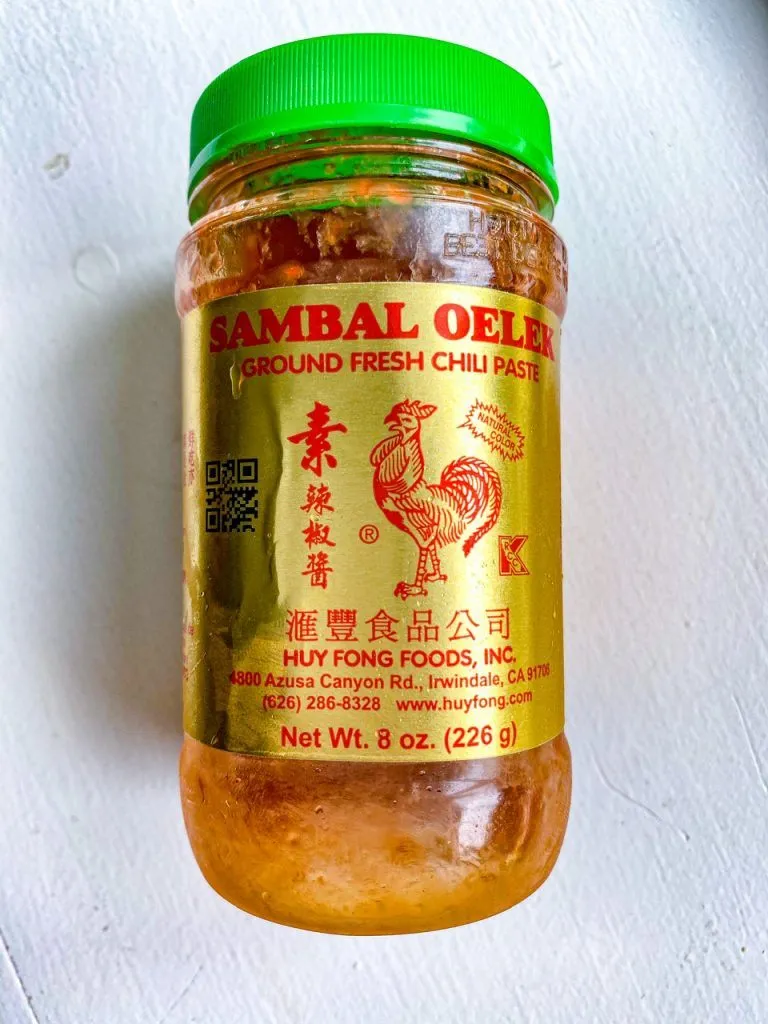 BEST
SAMBAL OELEK
GROUND FRESH CHILI PASTE
素
辣
椒
醬
NATURAL
COLOR
®
RCC
K
滙豐食品公司
HUY FONG FOODS, INC.
4800 Azusa Canyon Rd., Irwindale, CA 91706
(626) 286-8328 www.huyfong.com
Net Wt. 8 oz. (226 g)